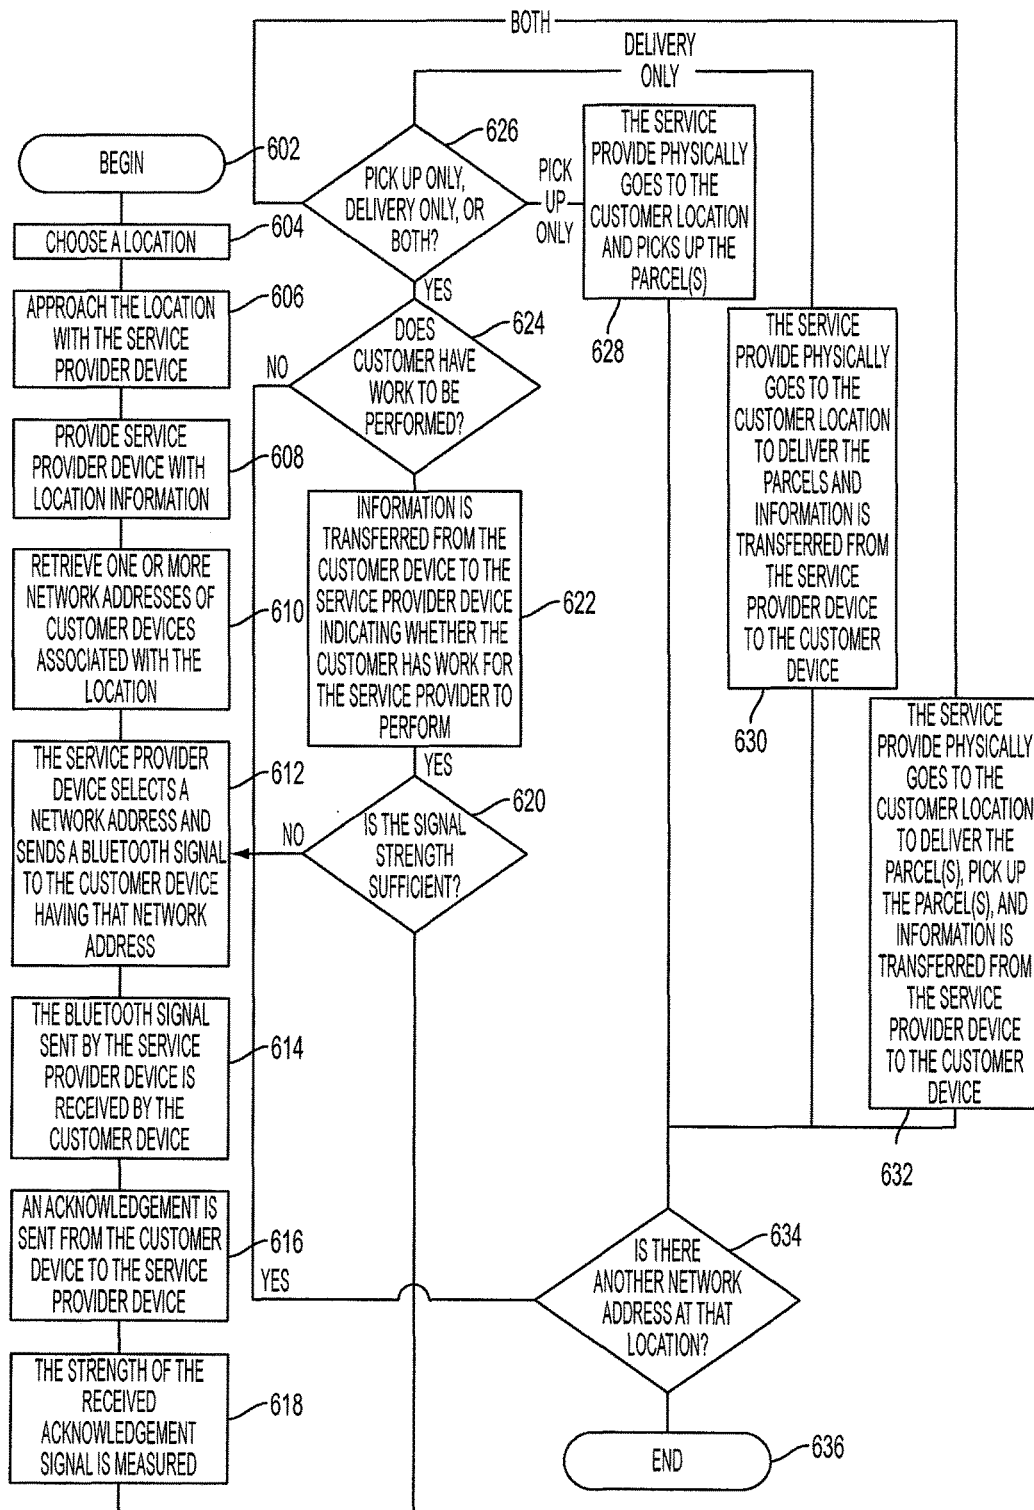 BEGIN
602
CHOOSE A LOCATION
604
APPROACH THE LOCATION
WITH THE SERVICE
PROVIDER DEVICE
606
PROVIDE SERVICE
PROVIDER DEVICE WITH
LOCATION INFORMATION
608
RETRIEVE ONE OR MORE
NETWORK ADDRESSES OF
CUSTOMER DEVICES
ASSOCIATED WITH THE
LOCATION
610
THE SERVICE PROVIDER
DEVICE SELECTS A
NETWORK ADDRESS AND
SENDS A BLUETOOTH SIGNAL
TO THE CUSTOMER DEVICE
HAVING THAT NETWORK
ADDRESS
612
THE BLUETOOTH SIGNAL
SENT BY THE SERVICE
PROVIDER DEVICE IS
RECEIVED BY THE
CUSTOMER DEVICE
614
AN ACKNOWLEDGEMENT IS
SENT FROM THE CUSTOMER
DEVICE TO THE SERVICE
PROVIDER DEVICE
616
THE STRENGTH OF THE
RECEIVED
ACKNOWLEDGEMENT
SIGNAL IS MEASURED
618
IS THE SIGNAL
STRENGTH
SUFFICIENT?
620
NO
YES
INFORMATION IS
TRANSFERRED FROM THE
CUSTOMER DEVICE TO THE
SERVICE PROVIDER DEVICE
INDICATING WHETHER THE
CUSTOMER HAS WORK FOR
THE SERVICE PROVIDER TO
PERFORM
622
DOES
CUSTOMER HAVE
WORK TO BE
PERFORMED?
624
NO
YES
PICK UP ONLY,
DELIVERY ONLY, OR
BOTH?
626
BOTH
DELIVERY
ONLY
PICK
UP
ONLY
THE SERVICE
PROVIDE PHYSICALLY
GOES TO THE
CUSTOMER LOCATION
AND PICKS UP THE
PARCEL(S)
628
THE SERVICE
PROVIDE PHYSICALLY
GOES TO THE
CUSTOMER LOCATION
TO DELIVER THE
PARCELS AND
INFORMATION IS
TRANSFERRED FROM
THE SERVICE
PROVIDER DEVICE
TO THE CUSTOMER
DEVICE
630
THE SERVICE
PROVIDE PHYSICALLY
GOES TO THE
CUSTOMER LOCATION
TO DELIVER THE
PARCEL(S), PICK UP
THE PARCEL(S), AND
INFORMATION IS
TRANSFERRED FROM
THE SERVICE
PROVIDER DEVICE
TO THE CUSTOMER
DEVICE
632
IS THERE
ANOTHER NETWORK
ADDRESS AT THAT
LOCATION?
634
YES
END
636